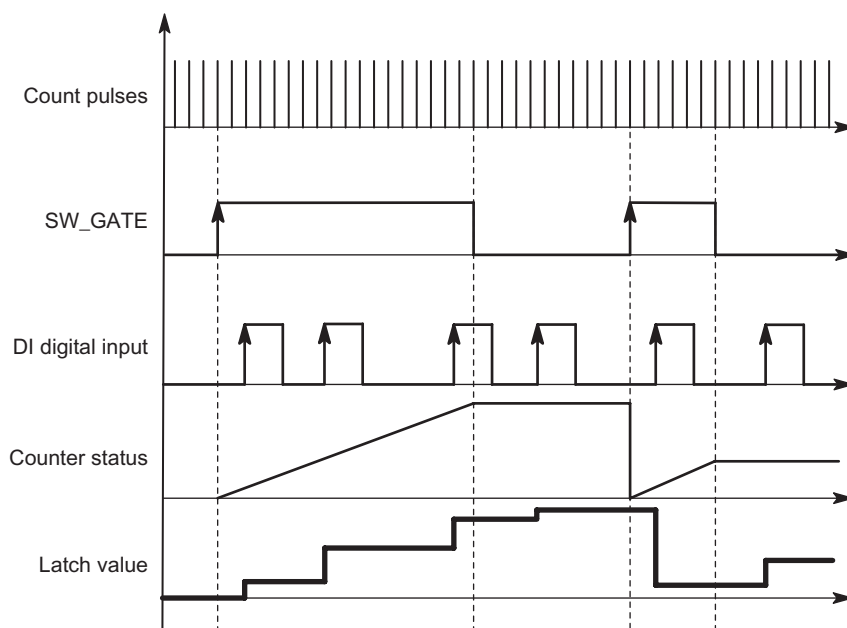 Count pulses
SW_GATE
DI digital input
Counter status
Latch value